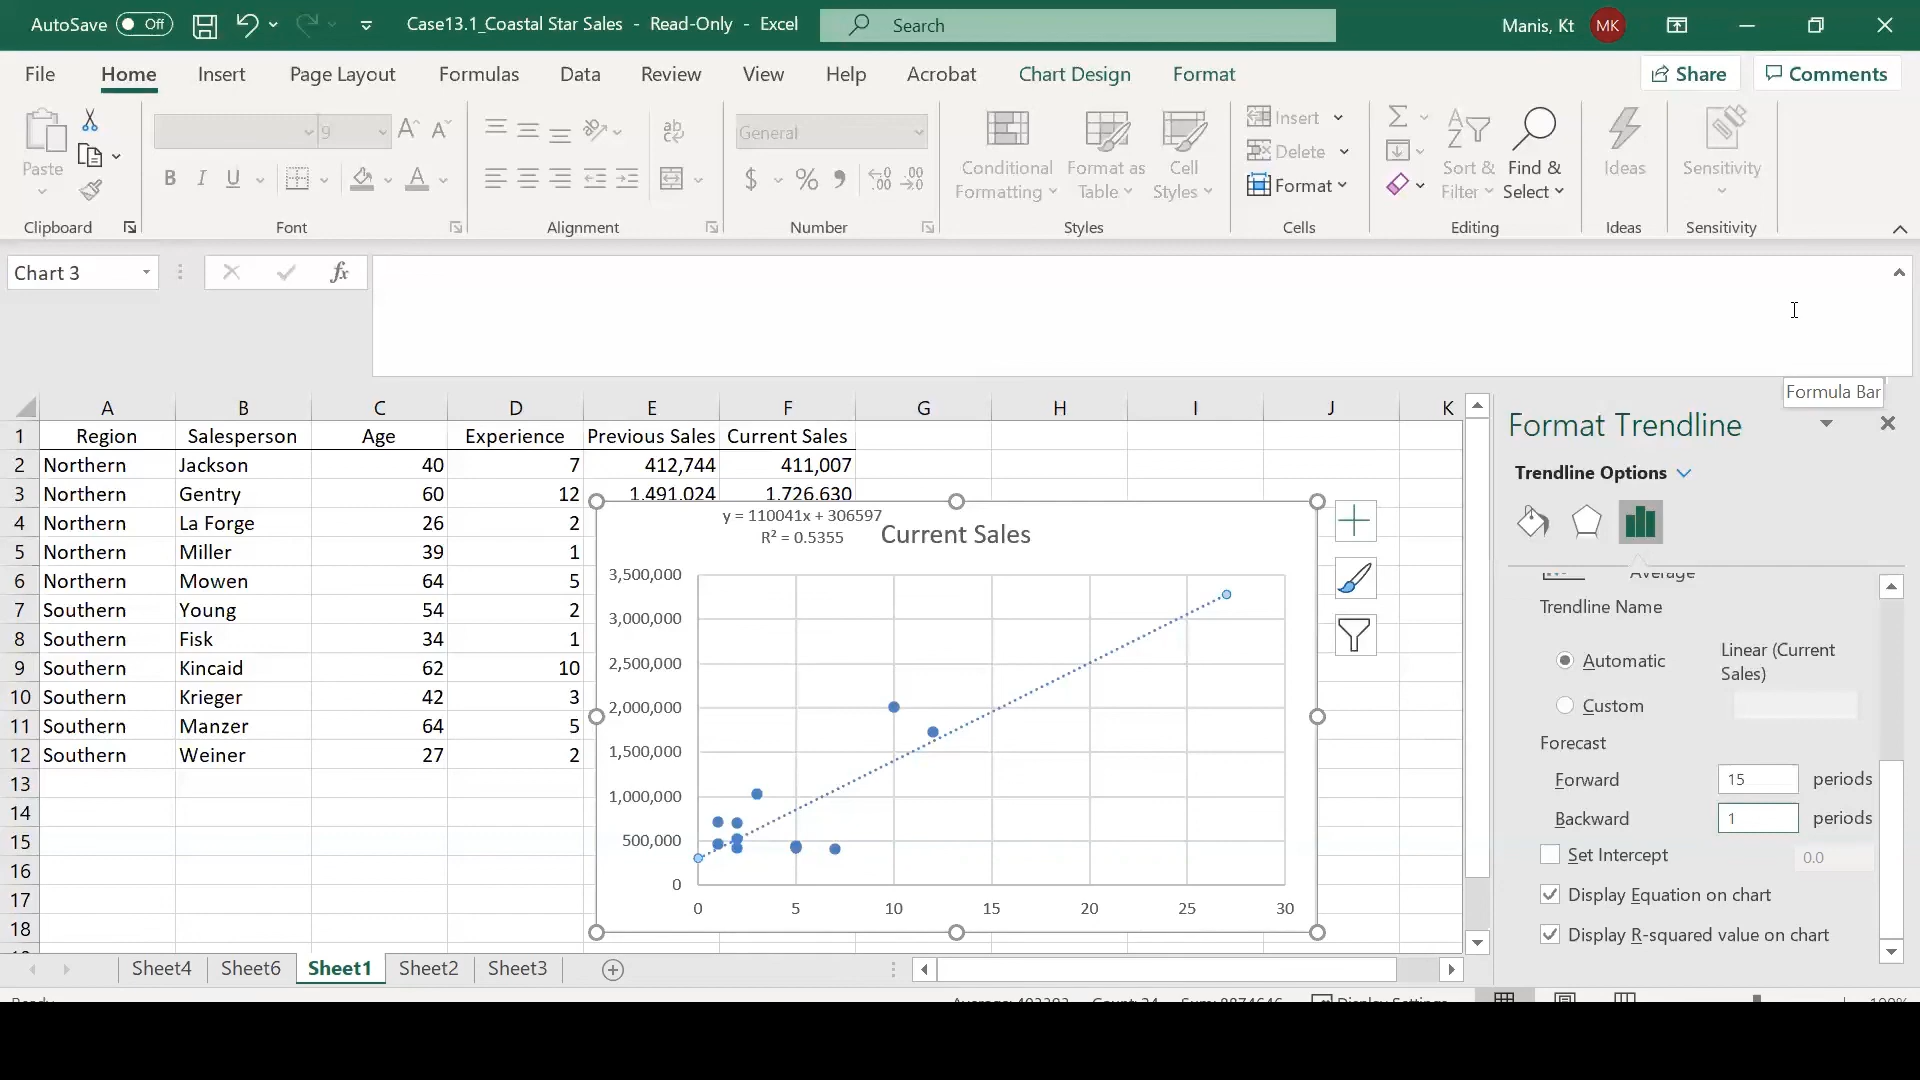 AutoSave Off Case13.1_Coastal Star Sales - Read-Only - Excel Search Manis, Kt MK
File Home Insert Page Layout Formulas Data Review View Help Acrobat Chart Design Format Share Comments
Paste 9 General Conditional Formatting Format as Table Cell Styles Insert Delete Format Sort & Filter Find & Select Ideas Sensitivity
Clipboard Font Alignment Number Styles Cells Editing Ideas Sensitivity
Chart 3 fx
Formula Bar
A B C D E F G H I J K
1 Region Salesperson Age Experience Previous Sales Current Sales
2 Northern Jackson 40 7 412,744 411,007
3 Northern Gentry 60 12 1,491,024 1,726,630
4 Northern La Forge 26 2
5 Northern Miller 39 1
6 Northern Mowen 64 5
7 Southern Young 54 2
8 Southern Fisk 34 1
9 Southern Kincaid 62 10
10 Southern Krieger 42 3
11 Southern Manzer 64 5
12 Southern Weiner 27 2
13
14
15
16
17
18
y = 110041x + 306597
R² = 0.5355
Current Sales
3,500,000
3,000,000
2,500,000
2,000,000
1,500,000
1,000,000
500,000
0
0 5 10 15 20 25 30
Format Trendline
Trendline Options
Average
Trendline Name
Automatic Linear (Current Sales)
Custom
Forecast
Forward 15 periods
Backward 1 periods
Set Intercept 0.0
Display Equation on chart
Display R-squared value on chart
Sheet4 Sheet6 Sheet1 Sheet2 Sheet3